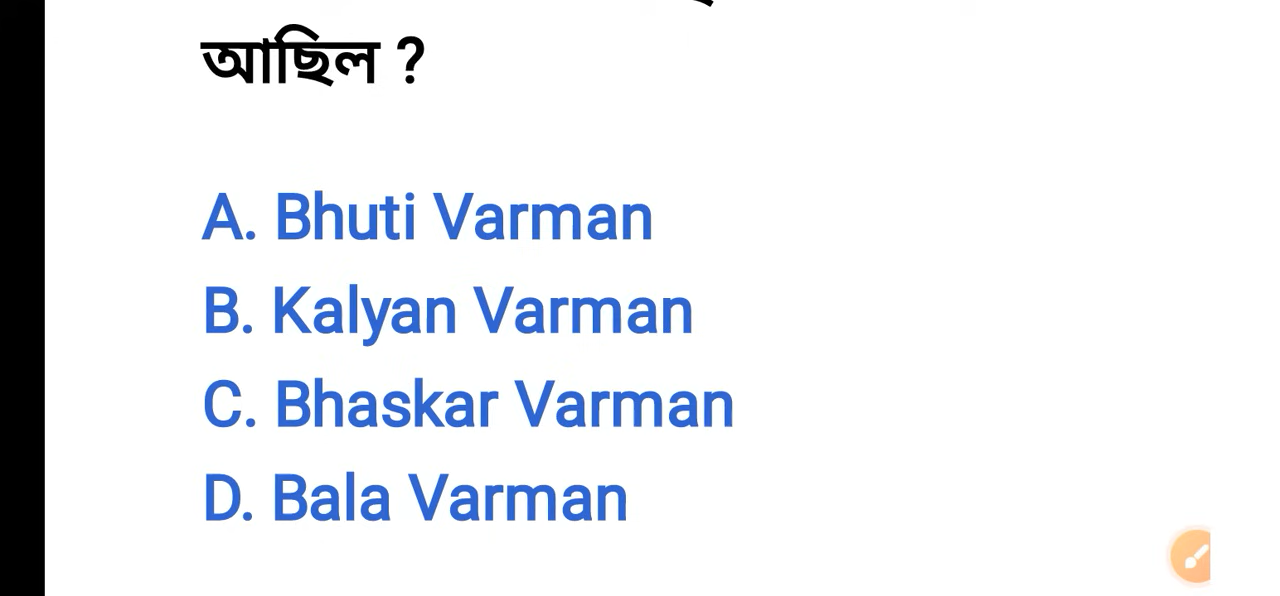 আছিল ?
A. Bhuti Varman
B. Kalyan Varman
C. Bhaskar Varman
D. Bala Varman